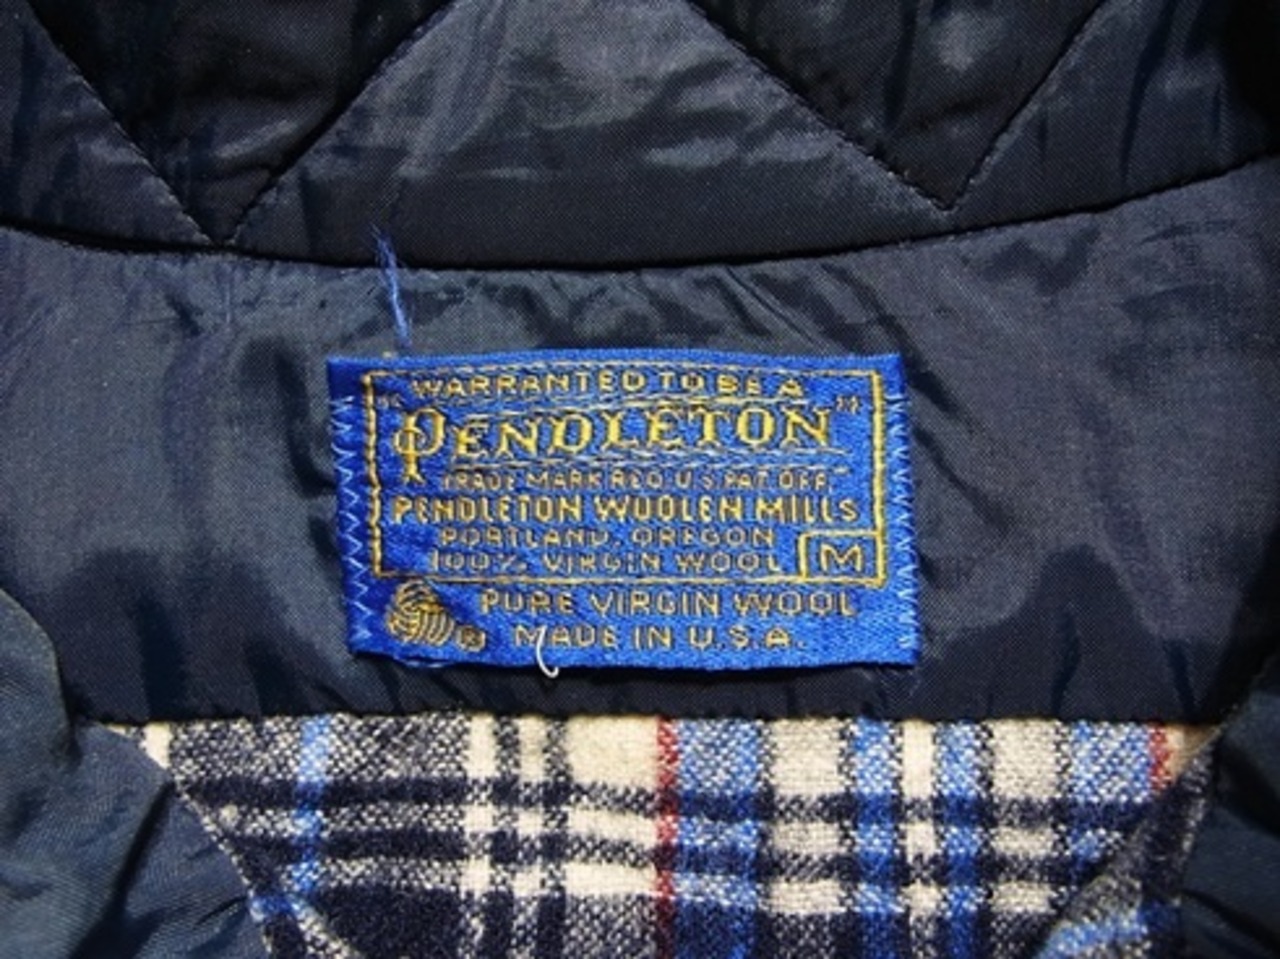 WARRANTED TO BE A
"PENDLETON"
TRADE MARK REG. U.S. PAT. OFF.
PENDLETON WOOLEN MILLS
PORTLAND, OREGON
100% VIRGIN WOOL M
PURE VIRGIN WOOL
® MADE IN U.S.A.